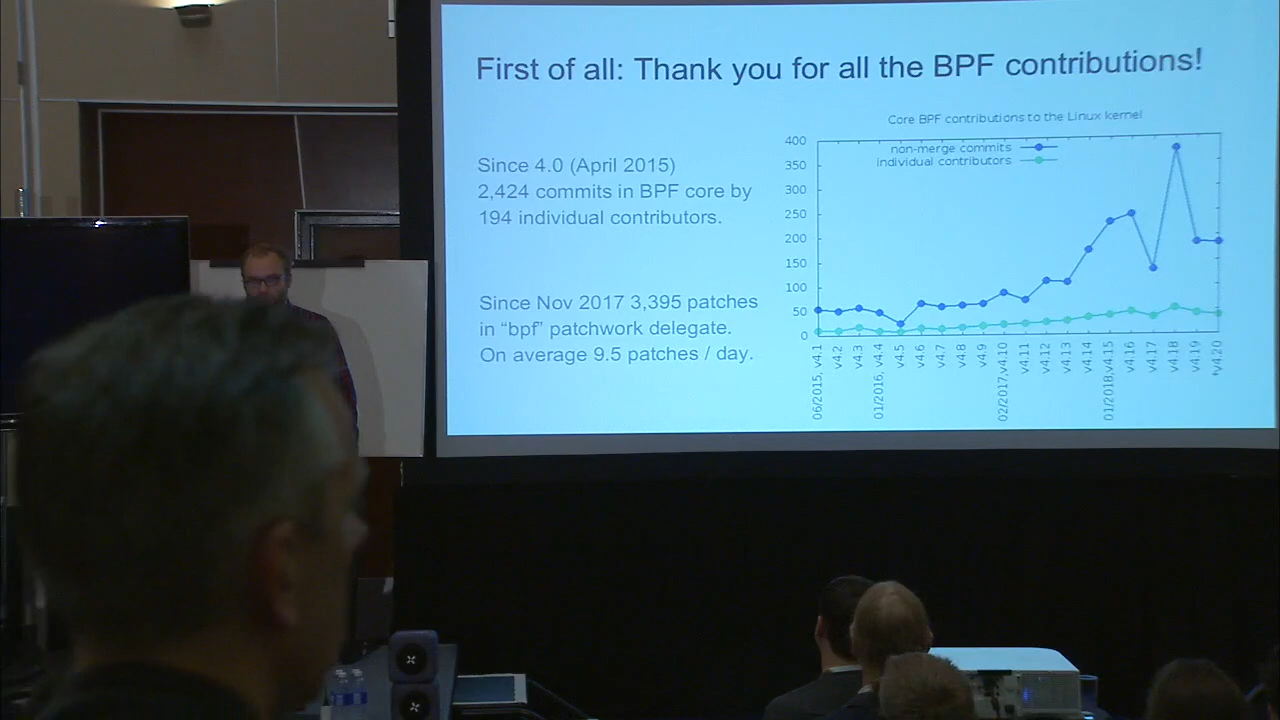 First of all: Thank you for all the BPF contributions!
Since 4.0 (April 2015)
2,424 commits in BPF core by
194 individual contributors.
Since Nov 2017 3,395 patches
in “bpf” patchwork delegate.
On average 9.5 patches / day.
Core BPF contributions to the Linux kernel
non-merge commits
individual contributors
400
350
300
250
200
150
100
50
0
06/2015, v4.1
v4.2
v4.3
01/2016, v4.4
v4.5
v4.6
v4.7
v4.8
v4.9
02/2017,v4.10
v4.11
v4.12
v4.13
v4.14
01/2018,v4.15
v4.16
v4.17
v4.18
v4.19
*v4.20